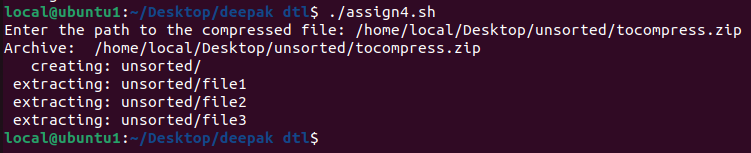 local@ubuntu1:~/Desktop/deepak dtl$ ./assign4.sh
Enter the path to the compressed file: /home/local/Desktop/unsorted/tocompress.zip
Archive:  /home/local/Desktop/unsorted/tocompress.zip
   creating: unsorted/
 extracting: unsorted/file1
 extracting: unsorted/file2
 extracting: unsorted/file3
local@ubuntu1:~/Desktop/deepak dtl$